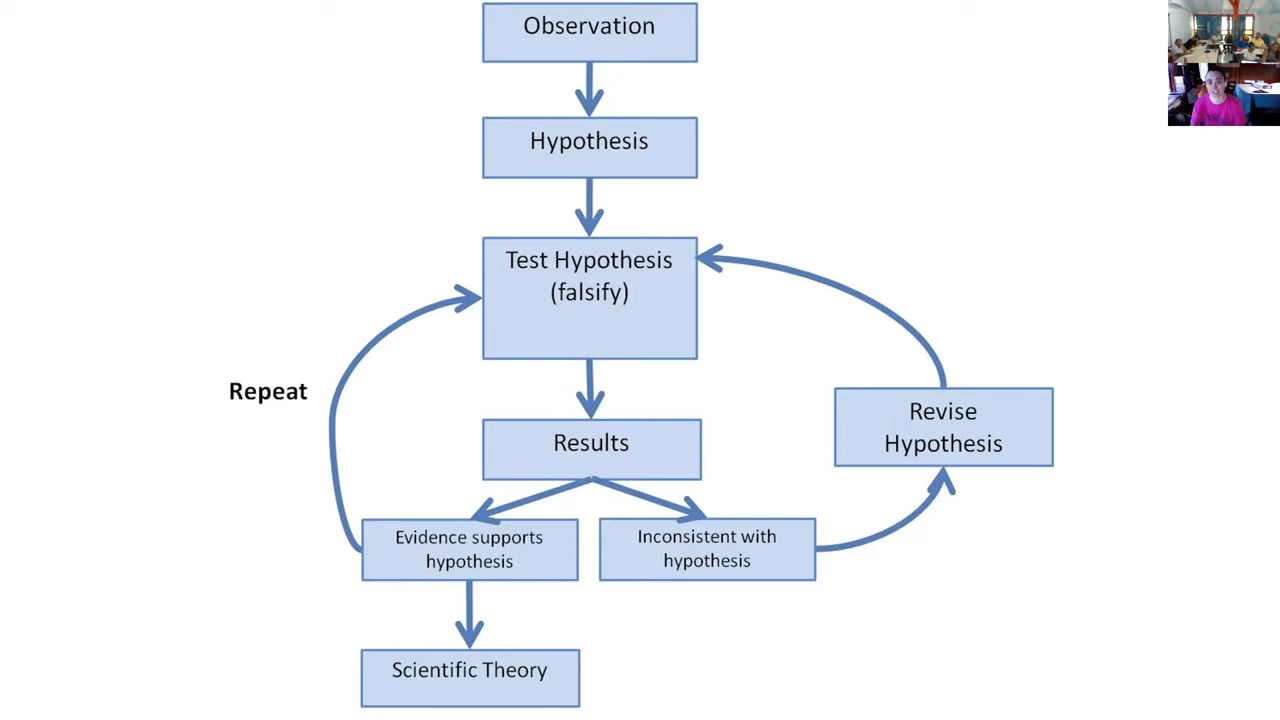 Observation
Hypothesis
Test Hypothesis
(falsify)
Repeat
Revise
Hypothesis
Results
Evidence supports
hypothesis
Inconsistent with
hypothesis
Scientific Theory